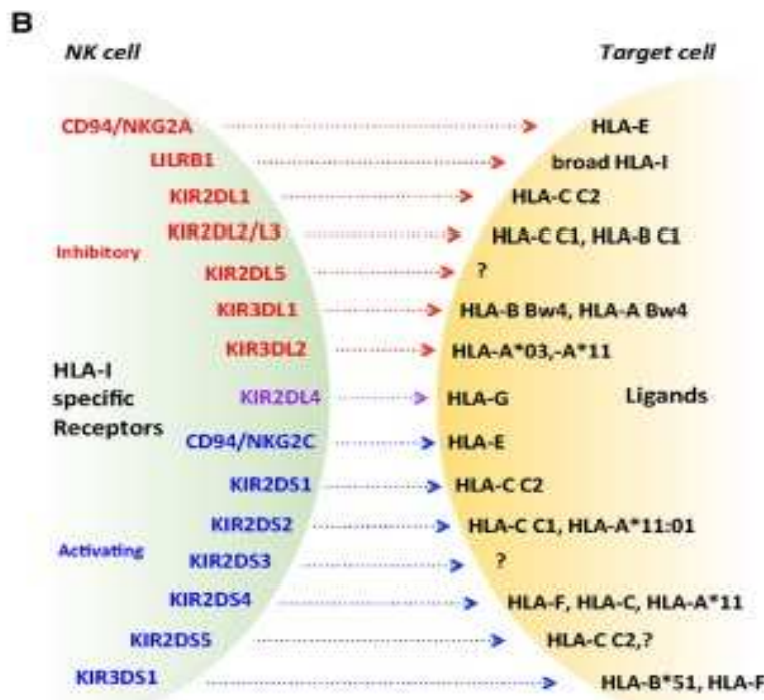 B
NK cell Target cell
CD94/NKG2A HLA-E
LILRB1 broad HLA-I
KIR2DL1 HLA-C C2
KIR2DL2/L3 HLA-C C1, HLA-B C1
Inhibitory
KIR2DL5 ?
KIR3DL1 HLA-B Bw4, HLA-A Bw4
KIR3DL2 HLA-A*03,-A*11
HLA-I
specific
Receptors
KIR2DL4 HLA-G
Ligands
CD94/NKG2C HLA-E
KIR2DS1 HLA-C C2
KIR2DS2 HLA-C C1, HLA-A*11:01
Activating
KIR2DS3 ?
KIR2DS4 HLA-F, HLA-C, HLA-A*11
KIR2DS5 HLA-C C2,?
KIR3DS1 HLA-B*51, HLA-F